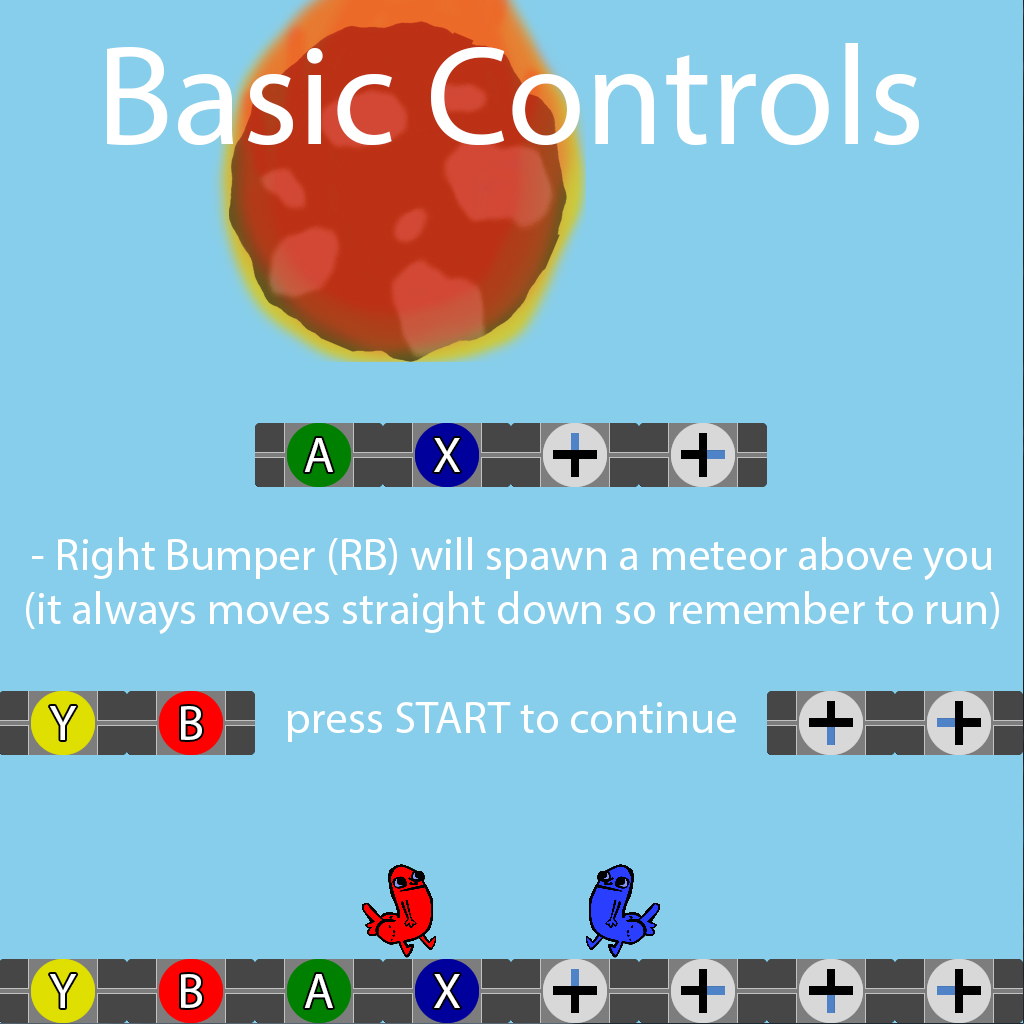 Basic Controls
A X
- Right Bumper (RB) will spawn a meteor above you
(it always moves straight down so remember to run)
Y B press START to continue
Y B A X